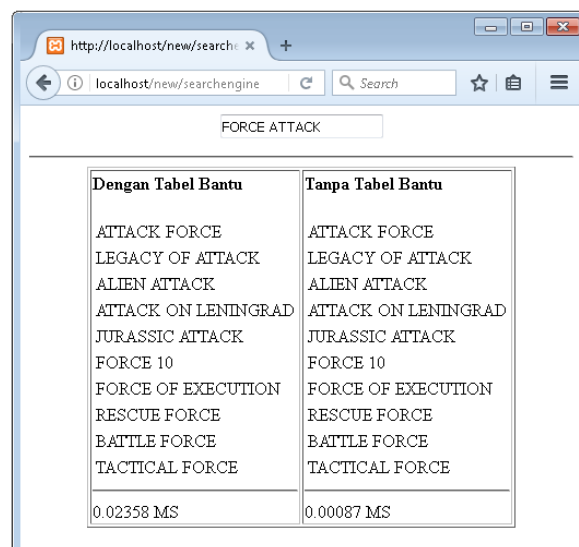 http://localhost/new/searche
localhost/new/searchengine
Search
FORCE ATTACK
Dengan Tabel Bantu
ATTACK FORCE
LEGACY OF ATTACK
ALIEN ATTACK
ATTACK ON LENINGRAD
JURASSIC ATTACK
FORCE 10
FORCE OF EXECUTION
RESCUE FORCE
BATTLE FORCE
TACTICAL FORCE
0.02358 MS
Tanpa Tabel Bantu
ATTACK FORCE
LEGACY OF ATTACK
ALIEN ATTACK
ATTACK ON LENINGRAD
JURASSIC ATTACK
FORCE 10
FORCE OF EXECUTION
RESCUE FORCE
BATTLE FORCE
TACTICAL FORCE
0.00087 MS